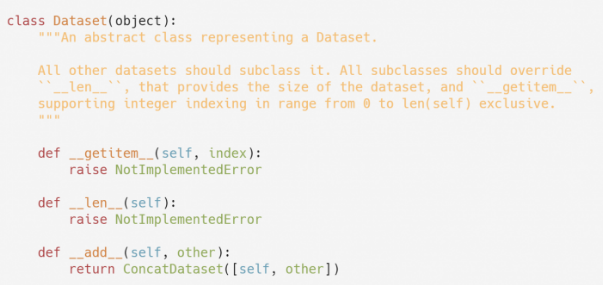 class Dataset(object):
    """An abstract class representing a Dataset.

    All other datasets should subclass it. All subclasses should override
    ``__len__``, that provides the size of the dataset, and ``__getitem__``,
    supporting integer indexing in range from 0 to len(self) exclusive.
    """

    def __getitem__(self, index):
        raise NotImplementedError

    def __len__(self):
        raise NotImplementedError

    def __add__(self, other):
        return ConcatDataset([self, other])